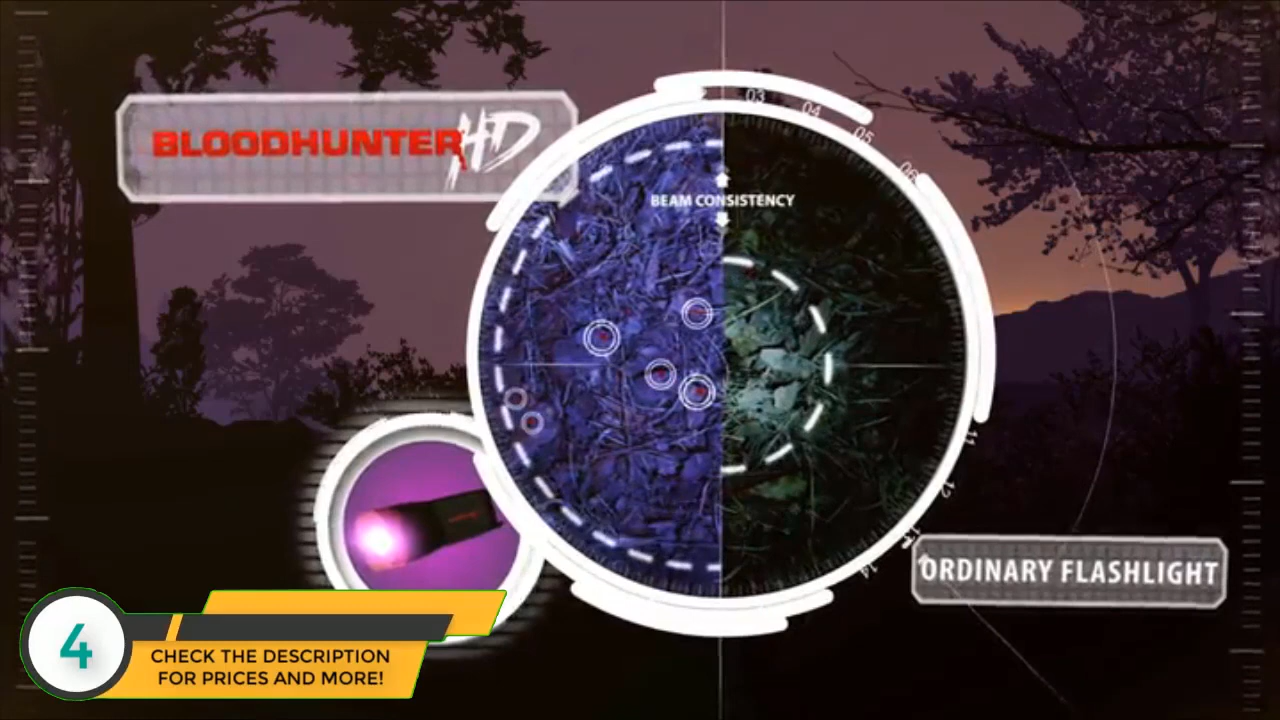 03
04
05
06
BLOODHUNTER HD
BEAM CONSISTENCY
11
12
13
14
ORDINARY FLASHLIGHT
4
CHECK THE DESCRIPTION
FOR PRICES AND MORE!